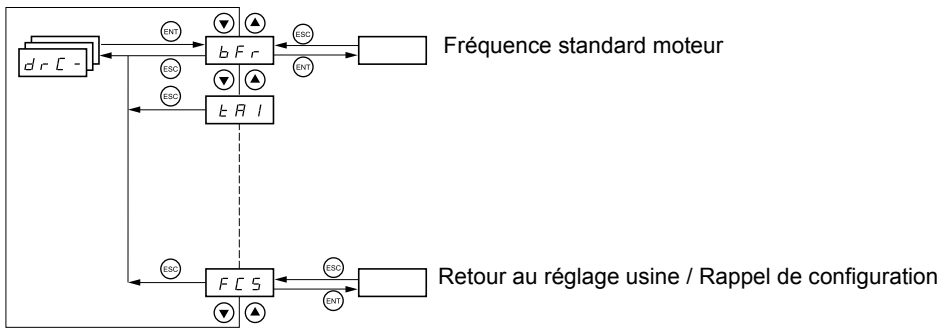 ENT
ESC
drC-
bFr
Fréquence standard moteur
ESC
ENT
ESC
tA1
ESC
ESC
FCS
Retour au réglage usine / Rappel de configuration
ENT